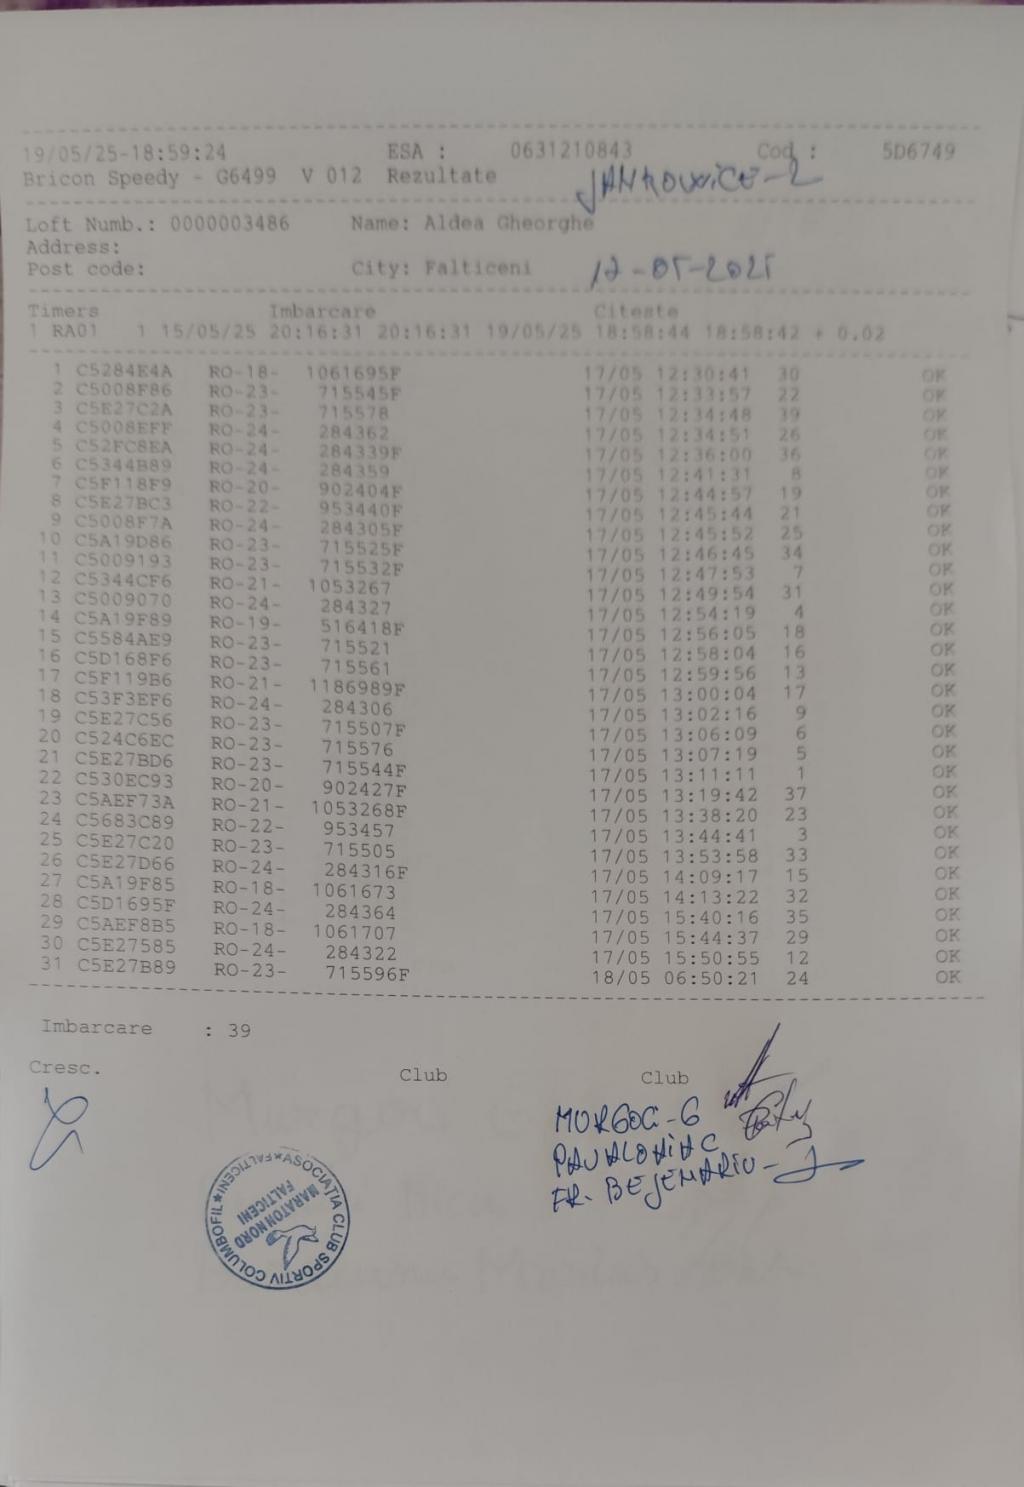 19/05/25-18:59:24 ESA : 0631210843 Cod : 5D6749
Bricon Speedy - G6499 V 012 Rezultate JANKOWICE-2
Loft Numb.: 0000003486 Name: Aldea Gheorghe
Address:
Post code: City: Falticeni 17-05-2025
Timers Imbarcare Citeste
1 RA01 1 15/05/25 20:16:31 20:16:31 19/05/25 18:58:44 18:58:42 + 0.02
1 C5284E4A RO-18- 1061695F 17/05 12:30:41 30 OK
2 C5008F86 RO-23- 715545F 17/05 12:33:57 22 OK
3 C5E27C2A RO-23- 715578 17/05 12:34:48 39 OK
4 C5008EFF RO-24- 284362 17/05 12:34:51 26 OK
5 C52FC8EA RO-24- 284339F 17/05 12:36:00 36 OK
6 C5344B89 RO-24- 284359 17/05 12:41:31 8 OK
7 C5F118F9 RO-20- 902404F 17/05 12:44:57 19 OK
8 C5E27BC3 RO-22- 953440F 17/05 12:45:44 21 OK
9 C5008F7A RO-24- 284305F 17/05 12:45:52 25 OK
10 C5A19D86 RO-23- 715525F 17/05 12:46:45 34 OK
11 C5009193 RO-23- 715532F 17/05 12:47:53 7 OK
12 C5344CF6 RO-21- 1053267 17/05 12:49:54 31 OK
13 C5009070 RO-24- 284327 17/05 12:54:19 4 OK
14 C5A19F89 RO-19- 516418F 17/05 12:56:05 18 OK
15 C5584AE9 RO-23- 715521 17/05 12:58:04 16 OK
16 C5D168F6 RO-23- 715561 17/05 12:59:56 13 OK
17 C5F119B6 RO-21- 1186989F 17/05 13:00:04 17 OK
18 C53F3EF6 RO-24- 284306 17/05 13:02:16 9 OK
19 C5E27C56 RO-23- 715507F 17/05 13:06:09 6 OK
20 C524C6EC RO-23- 715576 17/05 13:07:19 5 OK
21 C5E27BD6 RO-23- 715544F 17/05 13:11:11 1 OK
22 C530EC93 RO-20- 902427F 17/05 13:19:42 37 OK
23 C5AEF73A RO-21- 1053268F 17/05 13:38:20 23 OK
24 C5683C89 RO-22- 953457 17/05 13:44:41 3 OK
25 C5E27C20 RO-23- 715505 17/05 13:53:58 33 OK
26 C5E27D66 RO-24- 284316F 17/05 14:09:17 15 OK
27 C5A19F85 RO-18- 1061673 17/05 14:13:22 32 OK
28 C5D1695F RO-24- 284364 17/05 15:40:16 35 OK
29 C5AEF8B5 RO-18- 1061707 17/05 15:44:37 29 OK
30 C5E27585 RO-24- 284322 17/05 15:50:55 12 OK
31 C5E27B89 RO-23- 715596F 18/05 06:50:21 24 OK
Imbarcare : 39
Cresc. Club Club
MURGOCI-G
PAVALOAIA C
FR. BEJENARIU-
ASOCIAȚIA CLUB SPORTIV COLUMBOFIL
FALTICENI
MARATON NORD
FALTICENI